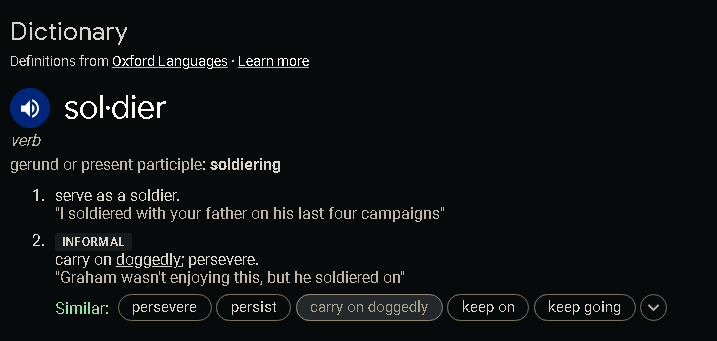 Dictionary
Definitions from Oxford Languages · Learn more
sol·dier
verb
gerund or present participle: soldiering
1. serve as a soldier.
"I soldiered with your father on his last four campaigns"
2. INFORMAL
carry on doggedly; persevere.
"Graham wasn't enjoying this, but he soldiered on"
Similar: persevere persist carry on doggedly keep on keep going